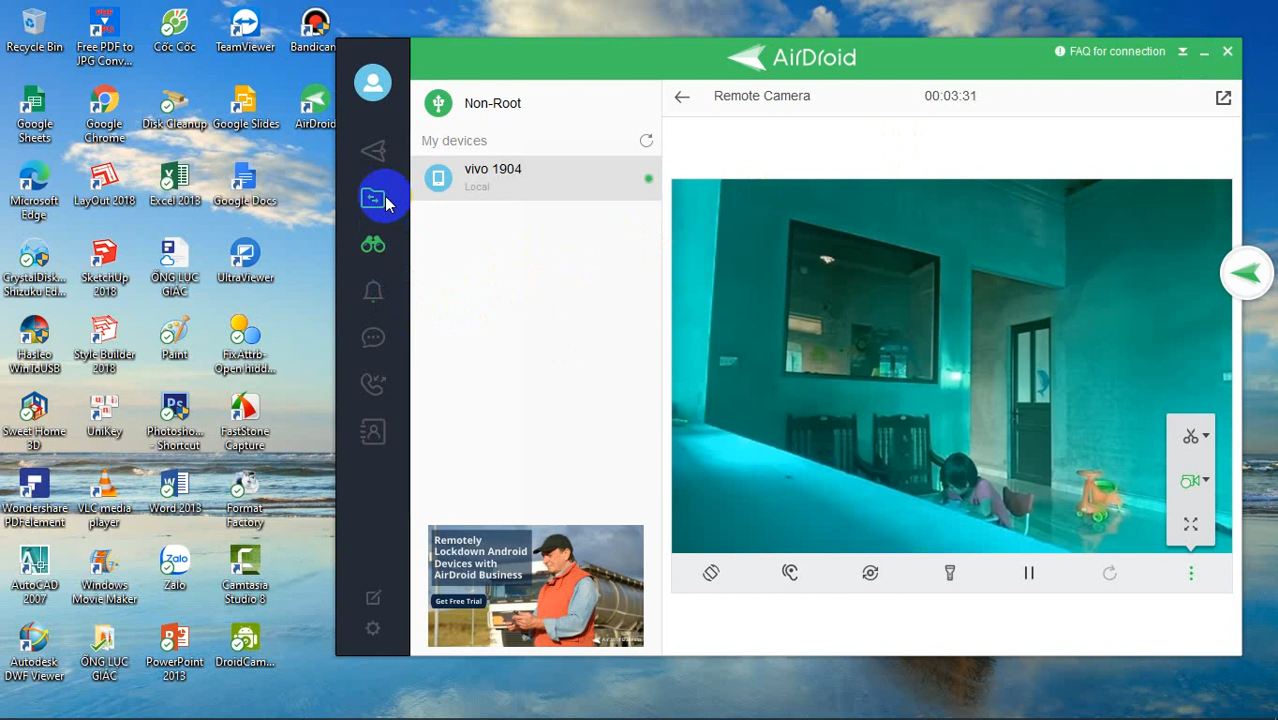 Recycle Bin
Free PDF to
JPG Conv...
Cốc Cốc
TeamViewer
Bandicam
Google
Sheets
Google
Chrome
Disk Cleanup
Google Slides
AirDroid
Microsoft
Edge
LayOut 2018
Excel 2013
Google Docs
CrystalDisk...
Shizuku Ed...
SketchUp
2018
ỐNG LỤC
GIÁC
UltraViewer
Hasleo
WinToUSB
Style Builder
2018
Paint
FixAttrb-
Open hidd...
Sweet Home
3D
UniKey
Photosho...
- Shortcut
FastStone
Capture
Wondershare
PDFelement
VLC media
player
Word 2013
Format
Factory
AutoCAD
2007
Windows
Movie Maker
Zalo
Camtasia
Studio 8
Autodesk
DWF Viewer
ỐNG LỤC
GIÁC
PowerPoint
2013
DroidCam...
AirDroid
FAQ for connection
Non-Root
My devices
vivo 1904
Local
Remote Camera
00:03:31
Remotely
Lockdown Android
Devices with
AirDroid Business
Get Free Trial